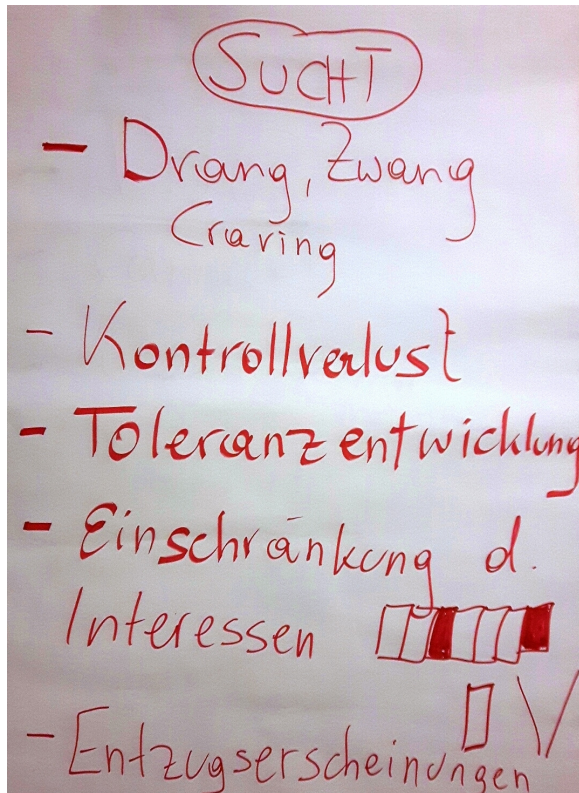 SUCHT
- Drang, Zwang
Craving
- Kontrollverlust
- Toleranzentwicklung
- Einschränkung d.
Interessen
- Entzugserscheinungen